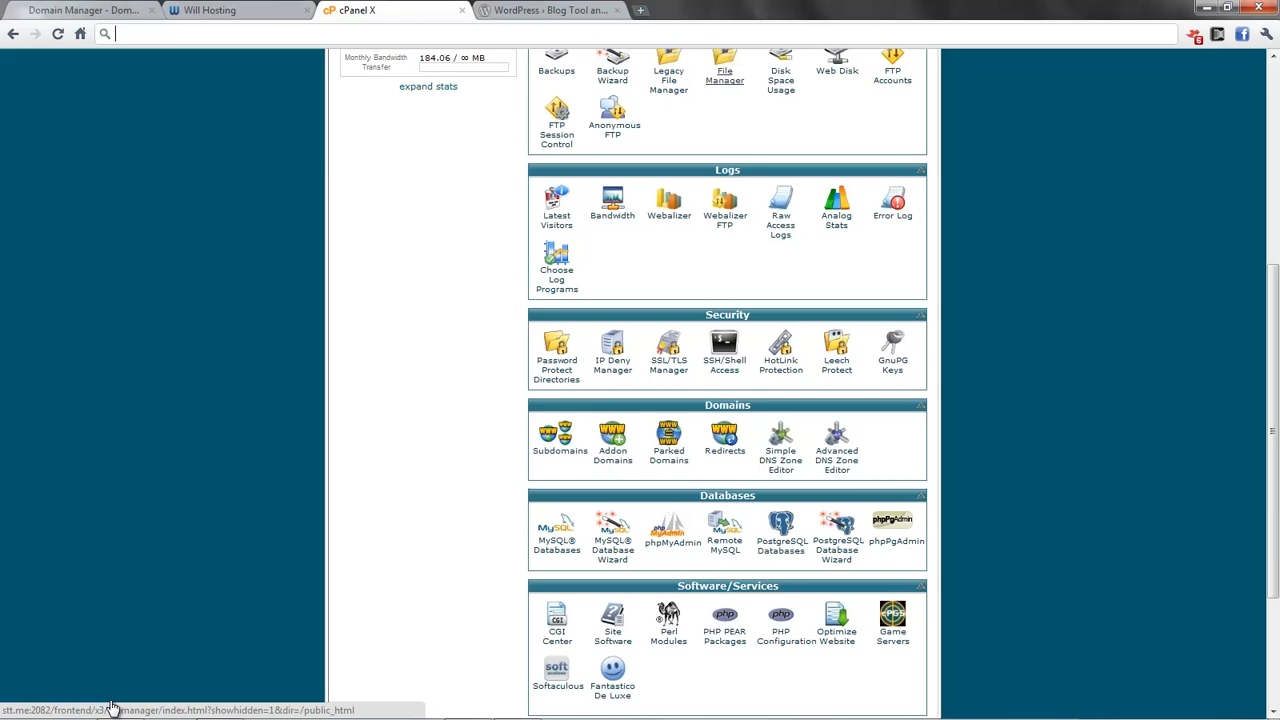 Domain Manager - Dom...
Will Hosting
cPanel X
WordPress › Blog Tool an...
Monthly Bandwidth
Transfer
184.06 / ∞ MB
expand stats
Backups
Backup
Wizard
Legacy
File
Manager
File
Manager
Disk
Space
Usage
Web Disk
FTP
Accounts
FTP
Session
Control
Anonymous
FTP
Logs
Latest
Visitors
Bandwidth
Webalizer
Webalizer
FTP
Raw
Access
Logs
Analog
Stats
Error Log
Choose
Log
Programs
Security
Password
Protect
Directories
IP Deny
Manager
SSL/TLS
Manager
SSH/Shell
Access
HotLink
Protection
Leech
Protect
GnuPG
Keys
Domains
Subdomains
Addon
Domains
Parked
Domains
Redirects
Simple
DNS Zone
Editor
Advanced
DNS Zone
Editor
Databases
MySQL®
Databases
MySQL®
Database
Wizard
phpMyAdmin
Remote
MySQL
PostgreSQL
Databases
PostgreSQL
Database
Wizard
phpPgAdmin
Software/Services
CGI
Center
Site
Software
Perl
Modules
PHP PEAR
Packages
PHP
Configuration
Optimize
Website
Game
Servers
Softaculous
Fantastico
De Luxe
stt.me:2082/frontend/x3/ manager/index.html?showhidden=1&dir=/public_html